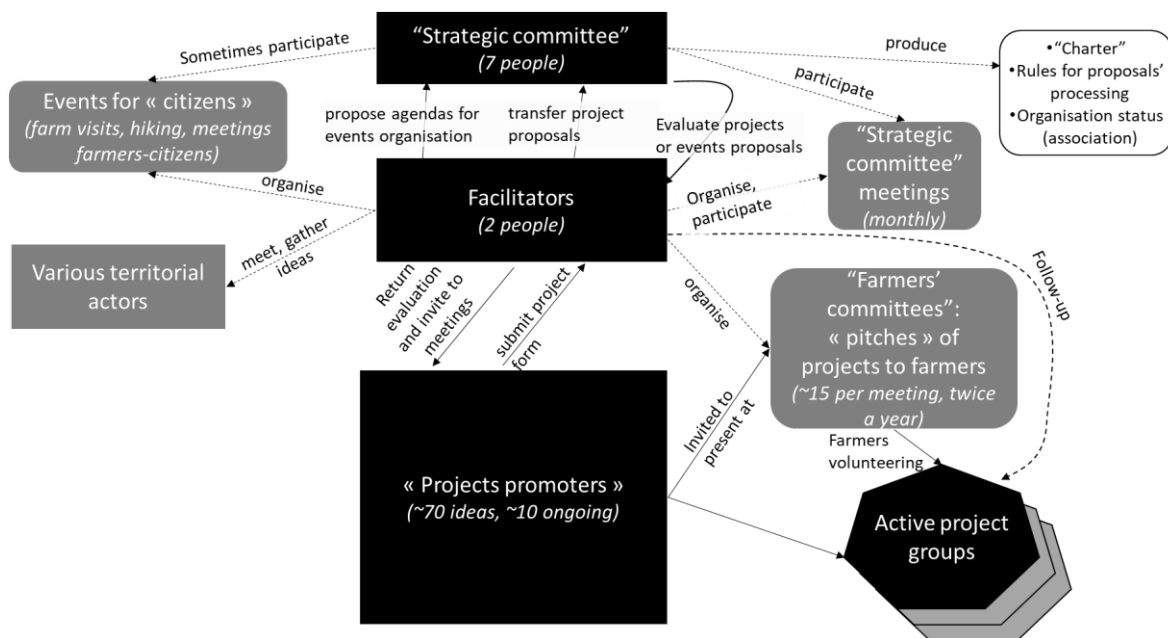 “Strategic committee”
(7 people)
Sometimes participate
produce
•“Charter”
•Rules for proposals’
processing
•Organisation status
(association)
participate
Events for « citizens »
(farm visits, hiking, meetings
farmers-citizens)
propose agendas for
events organisation
transfer project
proposals
Evaluate projects
or events proposals
“Strategic
committee”
meetings
(monthly)
organise
Facilitators
(2 people)
Organise,
participate
meet, gather
ideas
Various territorial
actors
Return
evaluation
and invite to
meetings
submit project
form
organise
Follow-up
“Farmers’
committees”:
« pitches » of
projects to farmers
(~15 per meeting, twice
a year)
Invited to
present at
Farmers
volunteering
« Projects promoters »
(~70 ideas, ~10 ongoing)
Active project
groups